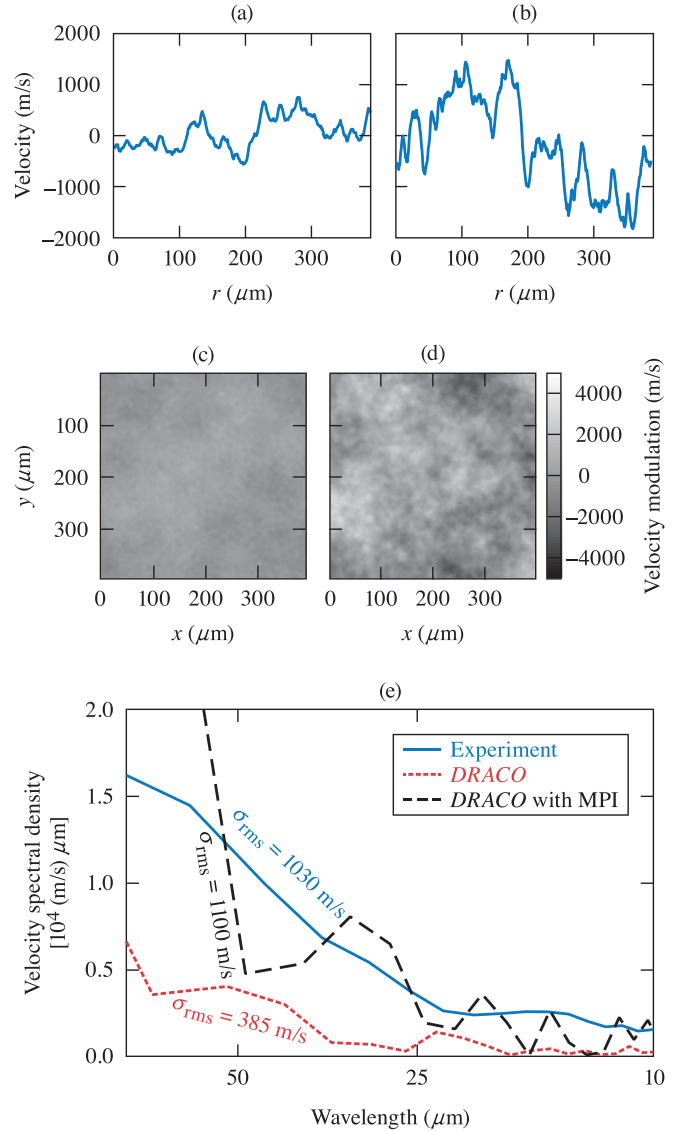 (a) (b)
2000
1000
0
−1000
−2000
Velocity (m/s)
0 100 200 300
0 100 200 300
r (μm) r (μm)
(c) (d)
100
200
300
y (μm)
4000
2000
0
−2000
−4000
Velocity modulation (m/s)
0 100 200 300
0 100 200 300
x (μm) x (μm)
(e)
2.0
1.5
1.0
0.5
0.0
Velocity spectral density
[10⁴ (m/s) μm]
Experiment
DRACO
DRACO with MPI
σrms = 1030 m/s
σrms = 1100 m/s
σrms = 385 m/s
50 25 10
Wavelength (μm)